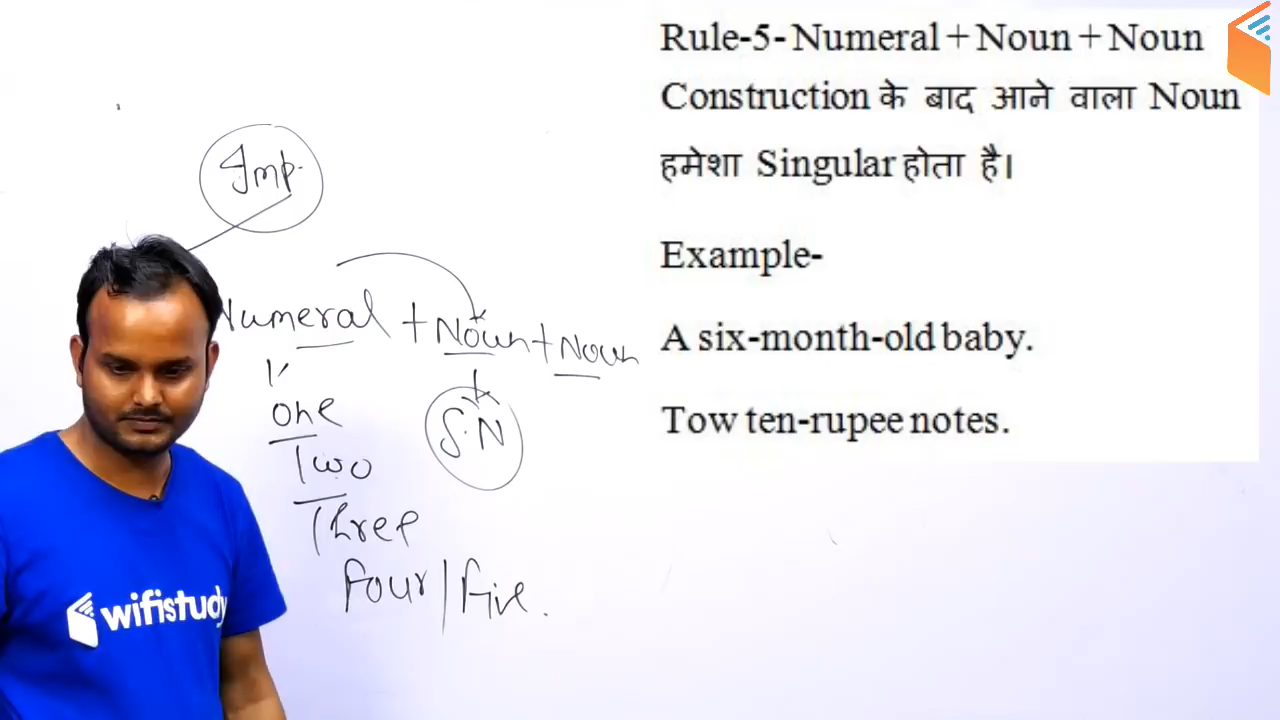 Rule-5- Numeral + Noun + Noun
Construction के बाद आने वाला Noun
हमेशा Singular होता है।
Example-
A six-month-old baby.
Tow ten-rupee notes.
Imp.
Numeral + Noun + Noun
one
S.N
Two
Three
four/five.
wifistudy